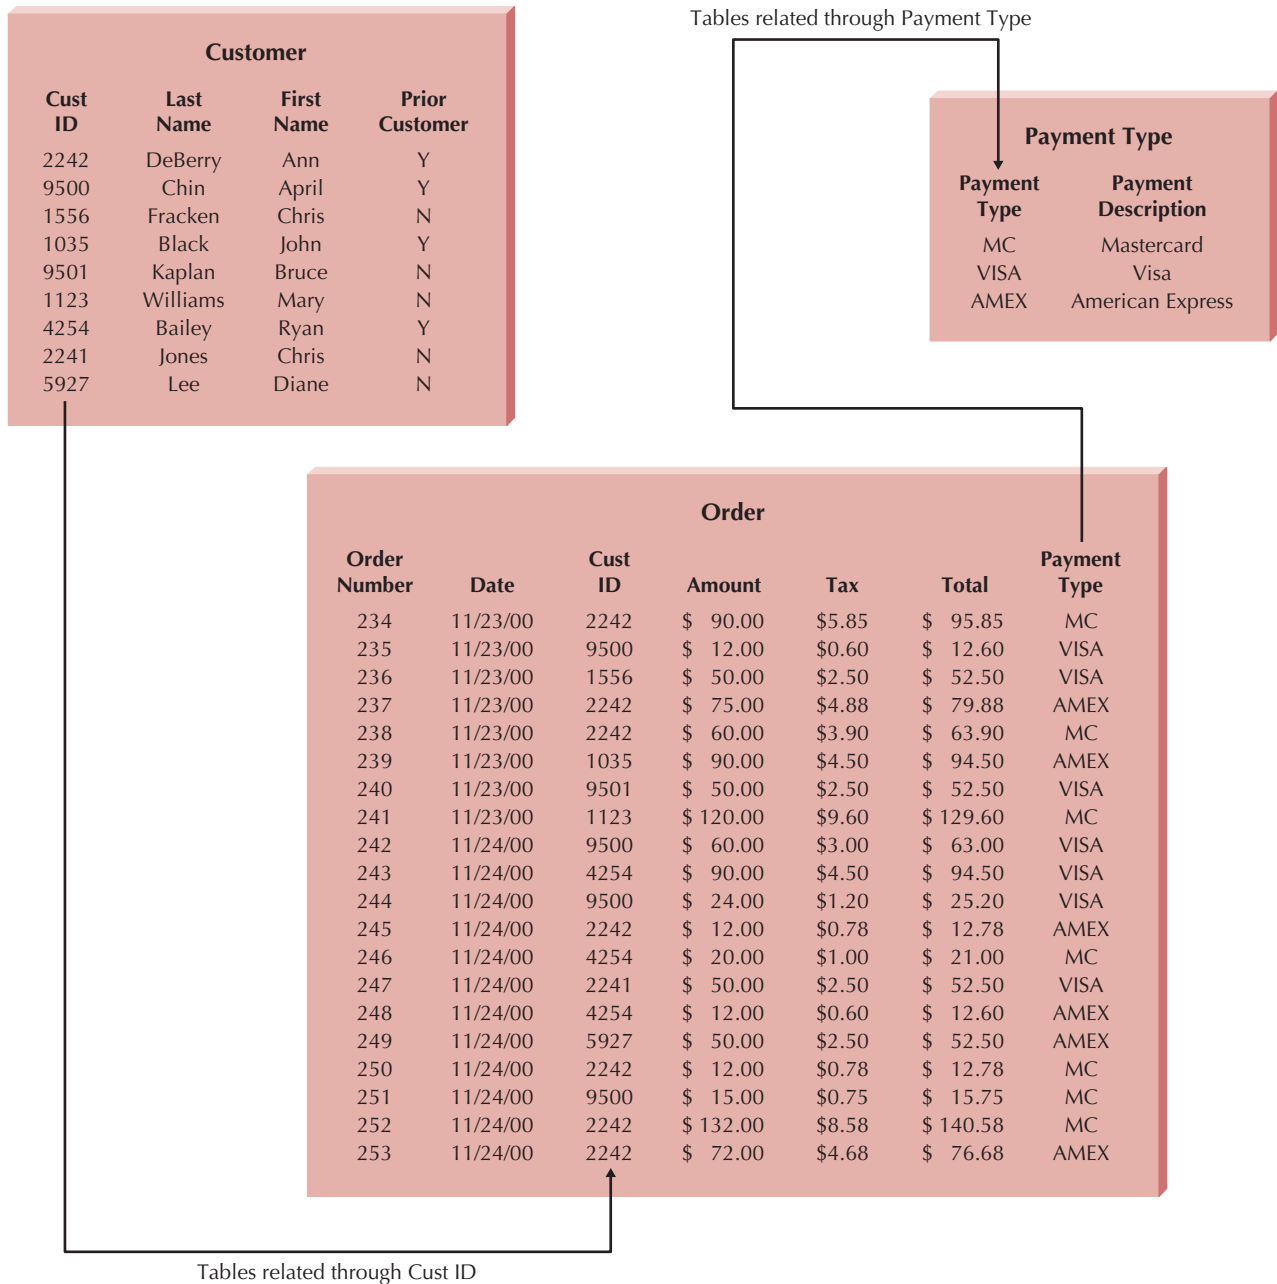 Tables related through Payment Type
Customer
Cust Last First Prior
ID Name Name Customer
2242 DeBerry Ann Y
9500 Chin April Y
1556 Fracken Chris N
1035 Black John Y
9501 Kaplan Bruce N
1123 Williams Mary N
4254 Bailey Ryan Y
2241 Jones Chris N
5927 Lee Diane N
Payment Type
Payment Payment
Type Description
MC Mastercard
VISA Visa
AMEX American Express
Order
Order Cust Payment
Number Date ID Amount Tax Total Type
234 11/23/00 2242 $ 90.00 $5.85 $ 95.85 MC
235 11/23/00 9500 $ 12.00 $0.60 $ 12.60 VISA
236 11/23/00 1556 $ 50.00 $2.50 $ 52.50 VISA
237 11/23/00 2242 $ 75.00 $4.88 $ 79.88 AMEX
238 11/23/00 2242 $ 60.00 $3.90 $ 63.90 MC
239 11/23/00 1035 $ 90.00 $4.50 $ 94.50 AMEX
240 11/23/00 9501 $ 50.00 $2.50 $ 52.50 VISA
241 11/23/00 1123 $ 120.00 $9.60 $ 129.60 MC
242 11/24/00 9500 $ 60.00 $3.00 $ 63.00 VISA
243 11/24/00 4254 $ 90.00 $4.50 $ 94.50 VISA
244 11/24/00 9500 $ 24.00 $1.20 $ 25.20 VISA
245 11/24/00 2242 $ 12.00 $0.78 $ 12.78 AMEX
246 11/24/00 4254 $ 20.00 $1.00 $ 21.00 MC
247 11/24/00 2241 $ 50.00 $2.50 $ 52.50 VISA
248 11/24/00 4254 $ 12.00 $0.60 $ 12.60 AMEX
249 11/24/00 5927 $ 50.00 $2.50 $ 52.50 AMEX
250 11/24/00 2242 $ 12.00 $0.78 $ 12.78 MC
251 11/24/00 9500 $ 15.00 $0.75 $ 15.75 MC
252 11/24/00 2242 $ 132.00 $8.58 $ 140.58 MC
253 11/24/00 2242 $ 72.00 $4.68 $ 76.68 AMEX
Tables related through Cust ID